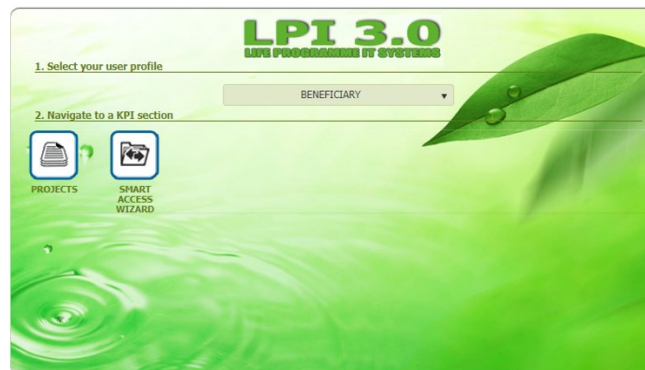 LPI 3.0
LIFE PROGRAMME IT SYSTEMS
1. Select your user profile
BENEFICIARY
2. Navigate to a KPI section
PROJECTS
SMART
ACCESS
WIZARD